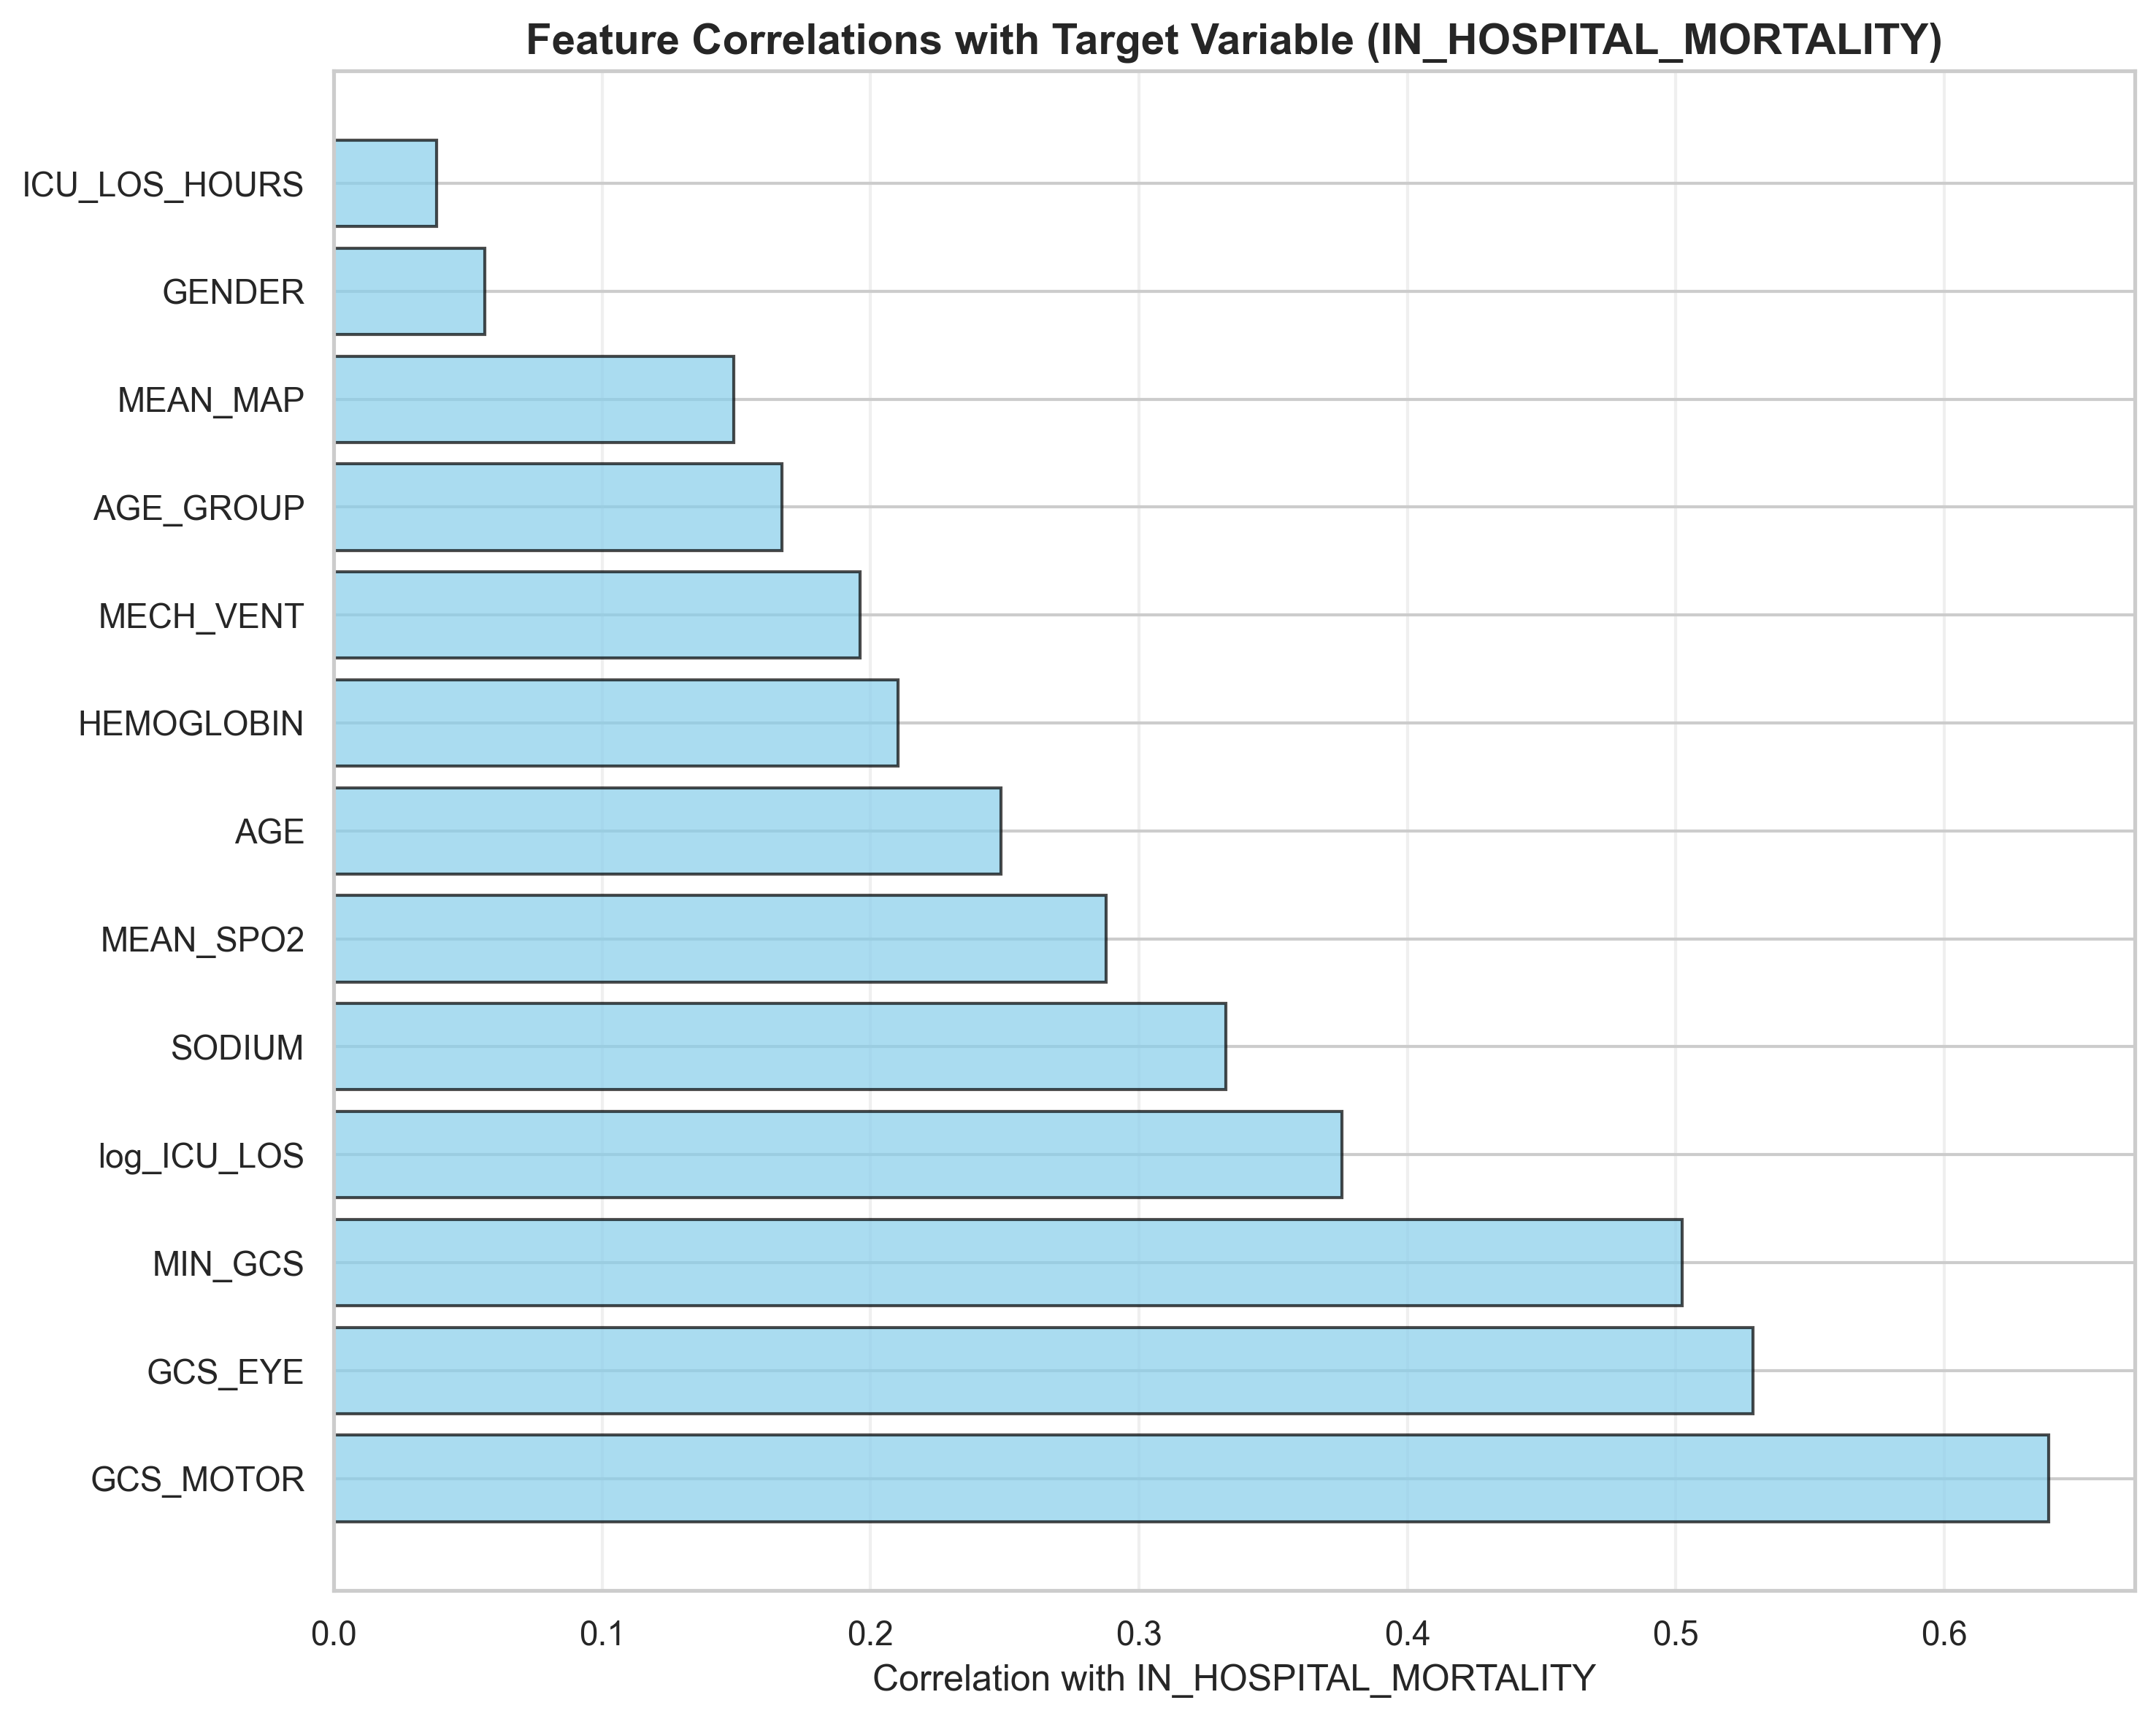 Feature Correlations with Target Variable (IN_HOSPITAL_MORTALITY)
ICU_LOS_HOURS
GENDER
MEAN_MAP
AGE_GROUP
MECH_VENT
HEMOGLOBIN
AGE
MEAN_SPO2
SODIUM
log_ICU_LOS
MIN_GCS
GCS_EYE
GCS_MOTOR
0.0 0.1 0.2 0.3 0.4 0.5 0.6
Correlation with IN_HOSPITAL_MORTALITY